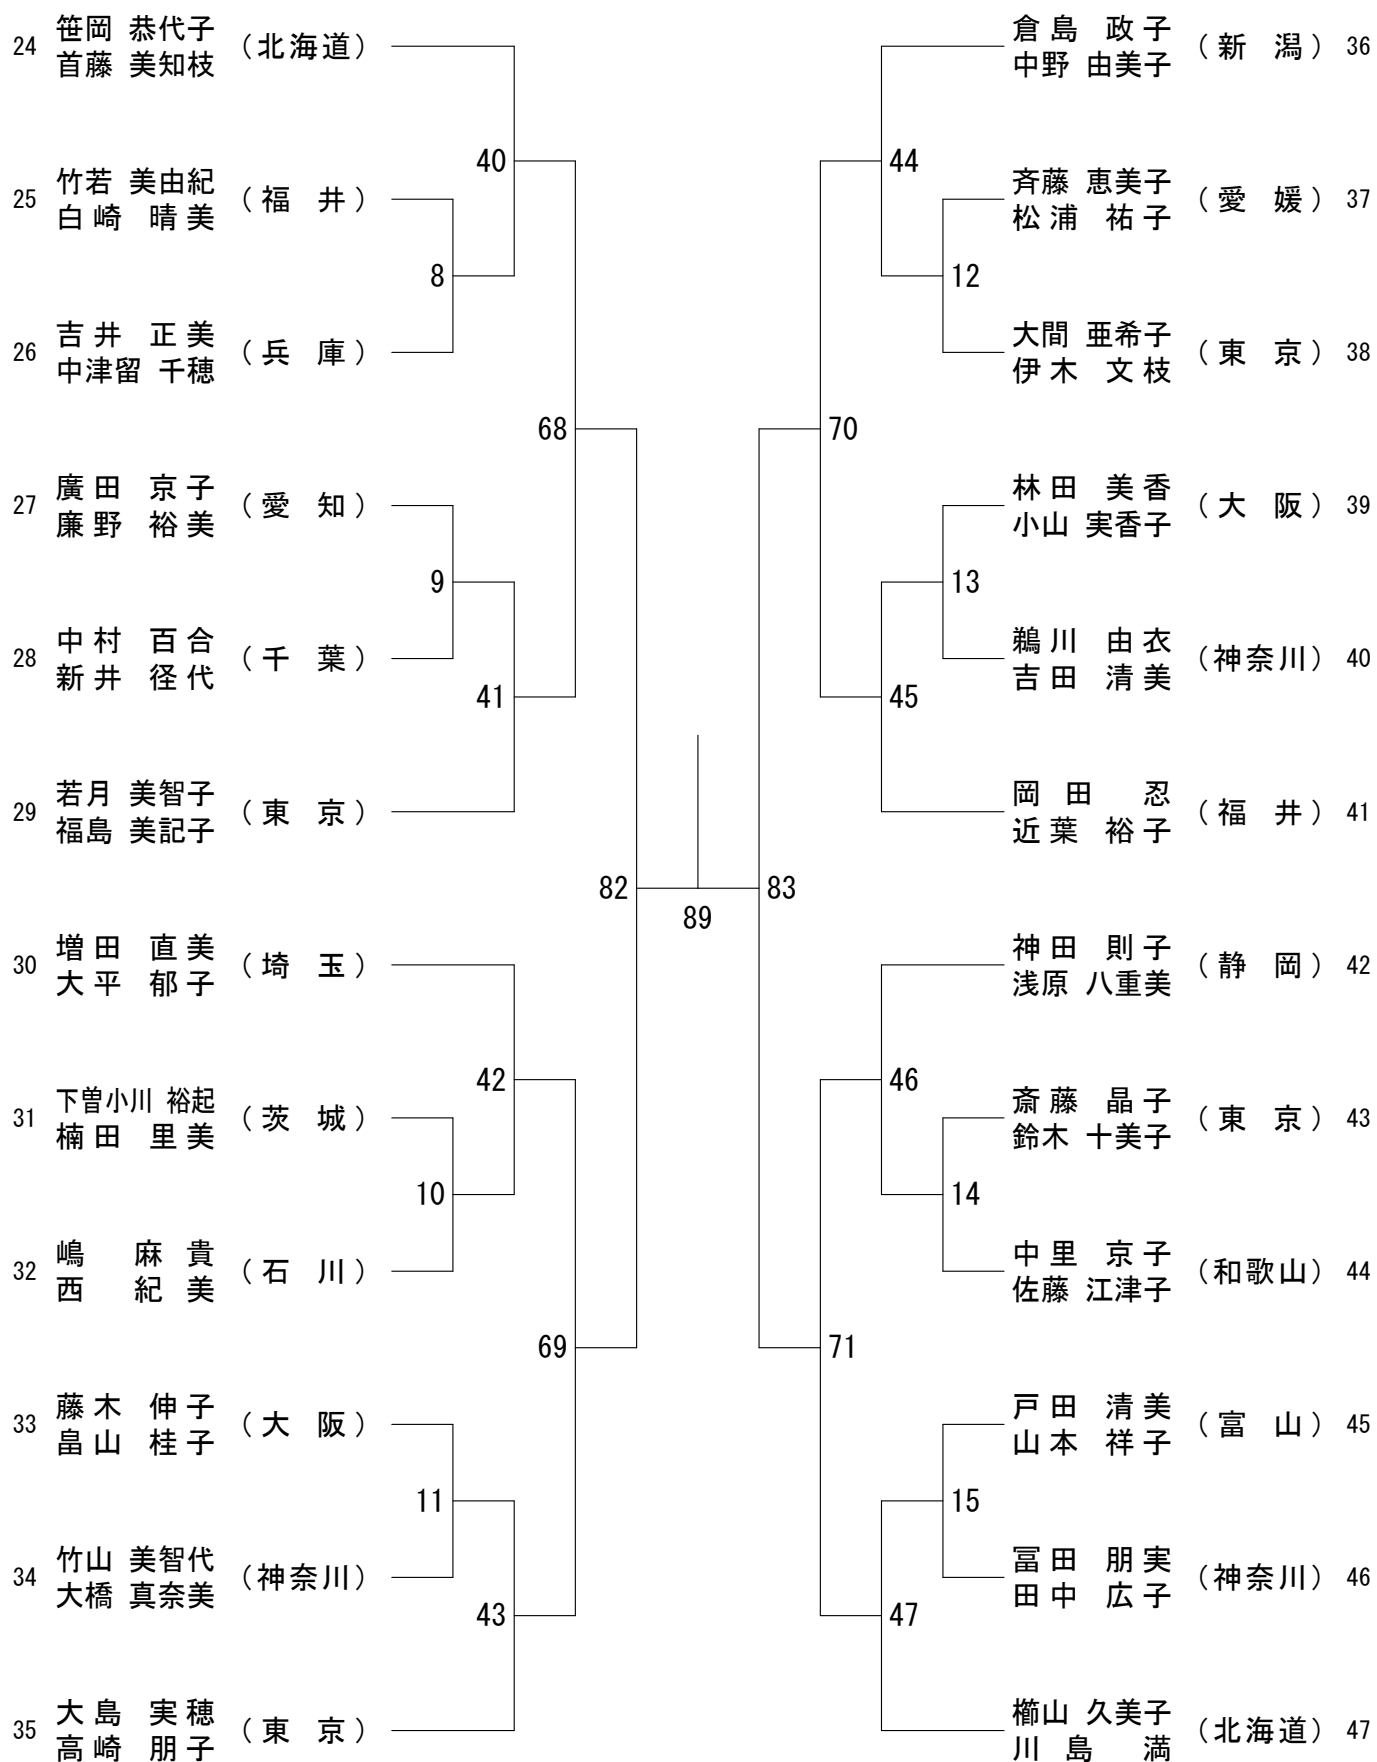 24 笹岡 恭代子 (北海道)
首藤 美知枝
40
25 竹若 美由紀 (福 井)
白崎 晴美
8
26 吉井 正美 (兵 庫)
中津留 千穂
68
27 廣田 京子 (愛 知)
廉野 裕美
9
28 中村 百合 (千 葉)
新井 径代
41
29 若月 美智子 (東 京)
福島 美記子
82
89
30 増田 直美 (埼 玉)
大平 郁子
42
31 下曽小川 裕起 (茨 城)
楠田 里美
10
32 嶋 麻貴 (石 川)
西 紀美
69
33 藤木 伸子 (大 阪)
畠山 桂子
11
34 竹山 美智代 (神奈川)
大橋 真奈美
43
35 大島 実穂 (東 京)
高崎 朋子
倉島 政子 (新 潟) 36
中野 由美子
44
斉藤 恵美子 (愛 媛) 37
松浦 祐子
12
大間 亜希子 (東 京) 38
伊木 文枝
70
林田 美香 (大 阪) 39
小山 実香子
13
鵜川 由衣 (神奈川) 40
吉田 清美
45
岡田 忍 (福 井) 41
近葉 裕子
83
神田 則子 (静 岡) 42
浅原 八重美
46
斎藤 晶子 (東 京) 43
鈴木 十美子
14
中里 京子 (和歌山) 44
佐藤 江津子
71
戸田 清美 (富 山) 45
山本 祥子
15
冨田 朋実 (神奈川) 46
田中 広子
47
櫛山 久美子 (北海道) 47
川島 満